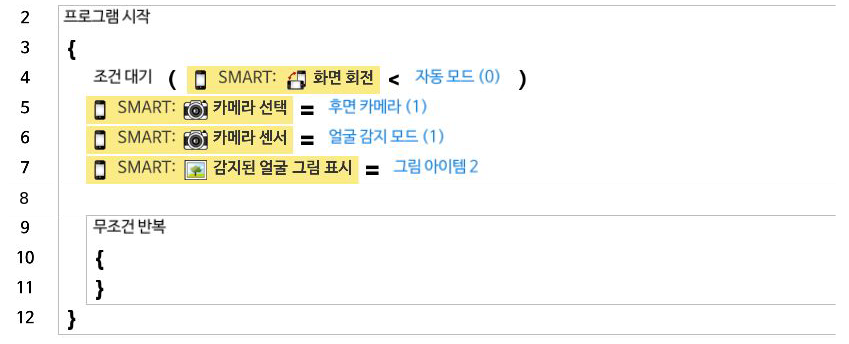 2 프로그램 시작
3 {
4 조건 대기 ( SMART: 화면 회전 < 자동 모드 (0) )
5 SMART: 카메라 선택 = 후면 카메라 (1)
6 SMART: 카메라 센서 = 얼굴 감지 모드 (1)
7 SMART: 감지된 얼굴 그림 표시 = 그림 아이템 2
8
9 무조건 반복
10 {
11 }
12 }